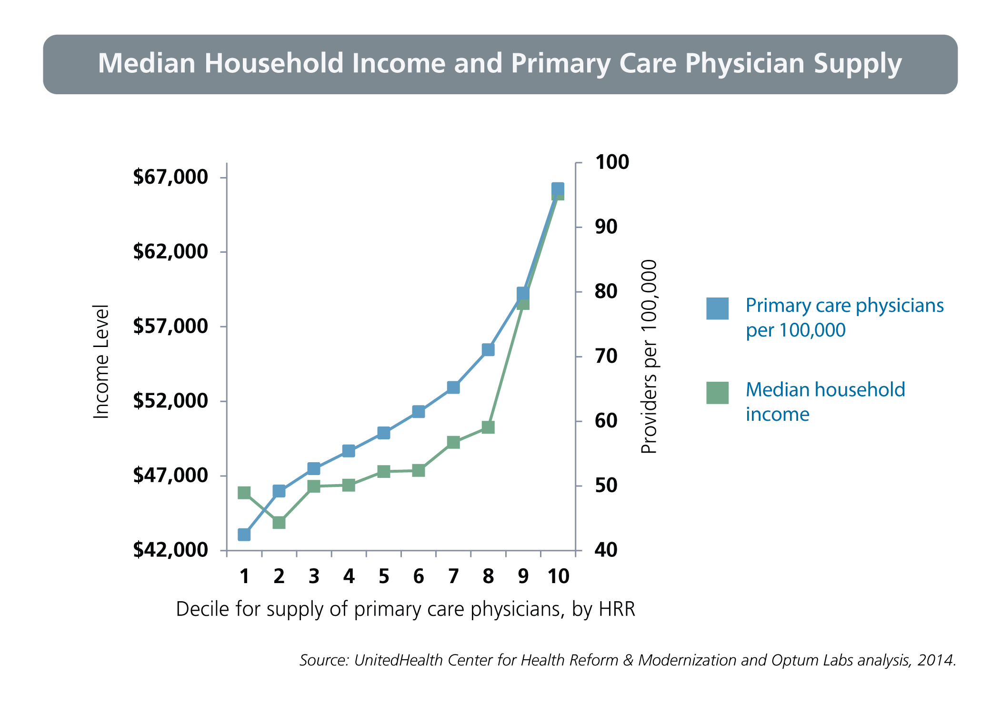 Median Household Income and Primary Care Physician Supply
$67,000
$62,000
$57,000
$52,000
$47,000
$42,000
Income Level
100
90
80
70
60
50
40
Providers per 100,000
1 2 3 4 5 6 7 8 9 10
Decile for supply of primary care physicians, by HRR
Primary care physicians
per 100,000
Median household
income
Source: UnitedHealth Center for Health Reform & Modernization and Optum Labs analysis, 2014.